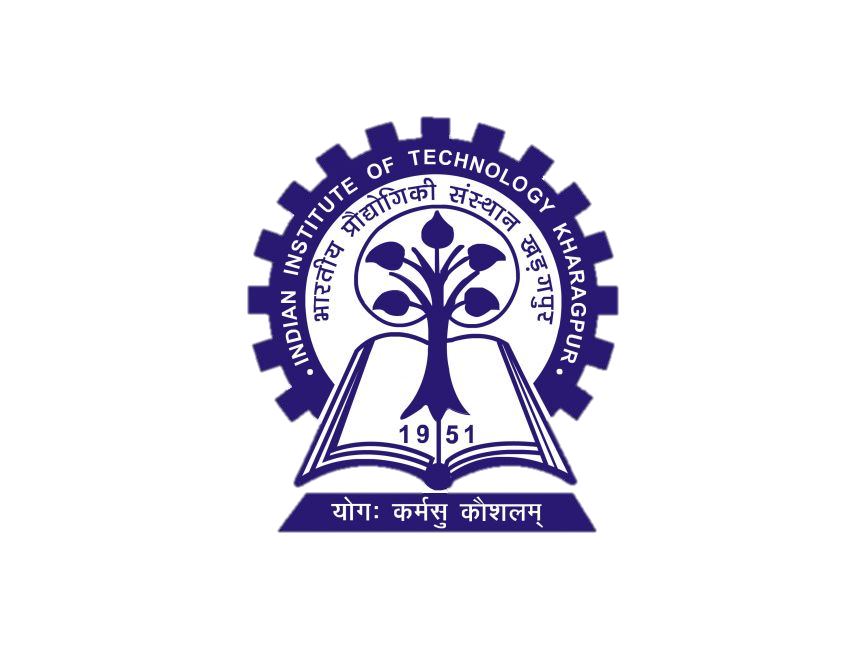 • INDIAN INSTITUTE OF TECHNOLOGY KHARAGPUR •
भारतीय प्रौद्योगिकी संस्थान खड़गपुर
1951
योगः कर्मसु कौशलम्